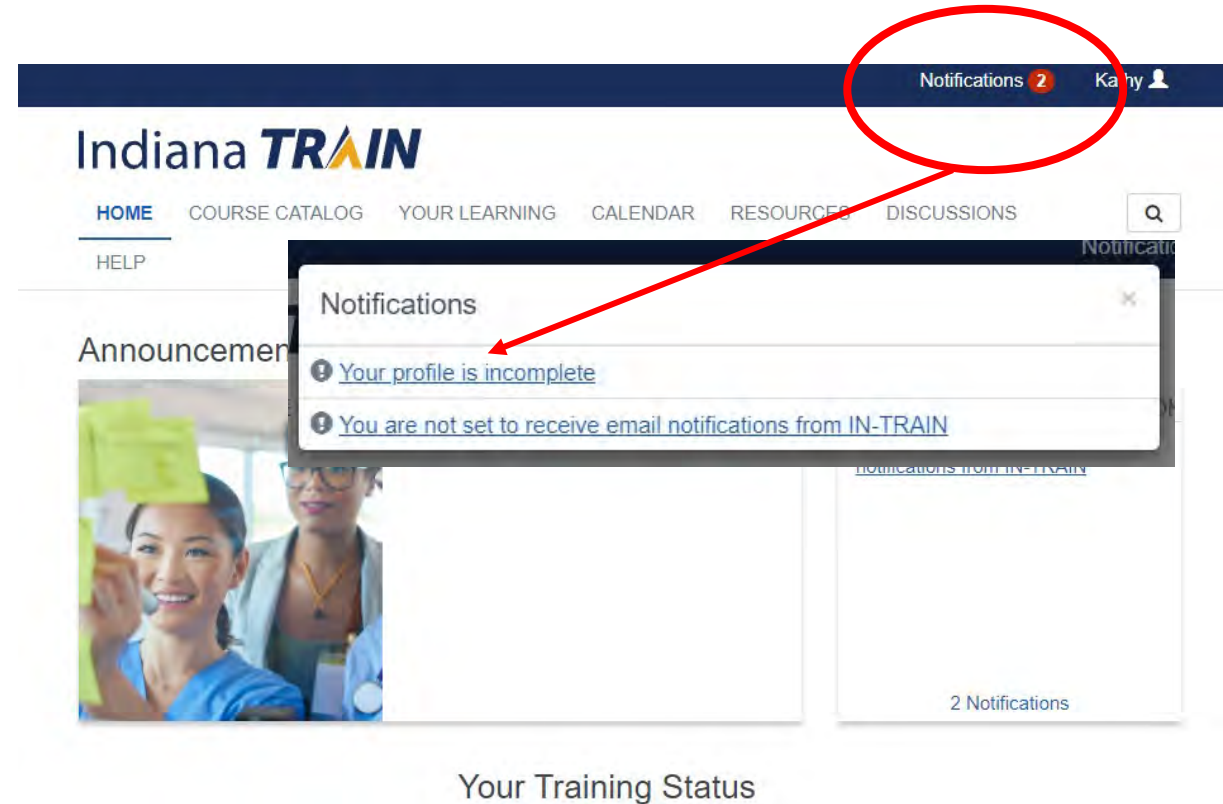 Notifications 2 Kathy
Indiana TRAIN
HOME COURSE CATALOG YOUR LEARNING CALENDAR RESOURCES DISCUSSIONS
HELP
Notifications
Your profile is incomplete
You are not set to receive email notifications from IN-TRAIN
notifications from IN-TRAIN
2 Notifications
Your Training Status